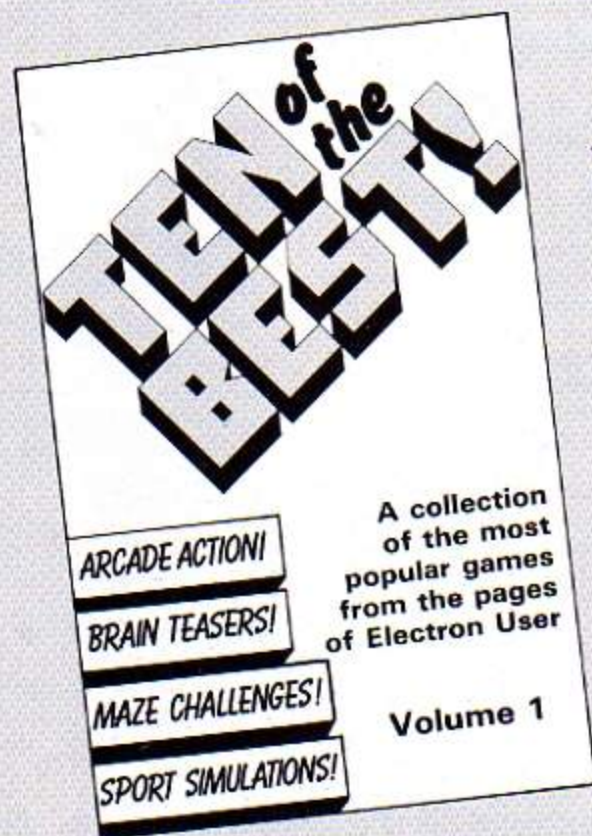 TEN of the
BEST!
ARCADE ACTION!
BRAIN TEASERS!
MAZE CHALLENGES!
SPORT SIMULATIONS!
A collection
of the most
popular games
from the pages
of Electron User
Volume 1